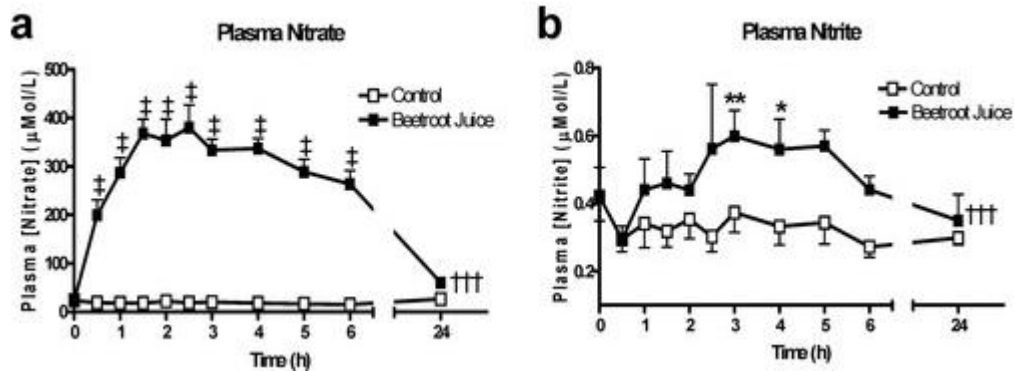 a
Plasma Nitrate
Plasma [Nitrate] (µMol/L)
500
400
300
200
100
0
‡ ‡ ‡ ‡ ‡ ‡ ‡ ‡ ‡
†††
Control
Beetroot Juice
0 1 2 3 4 5 6 24
Time (h)
b
Plasma Nitrite
Plasma [Nitrite] (µMol/L)
0.8
0.6
0.4
0.2
** *
†††
Control
Beetroot Juice
0 1 2 3 4 5 6 24
Time (h)